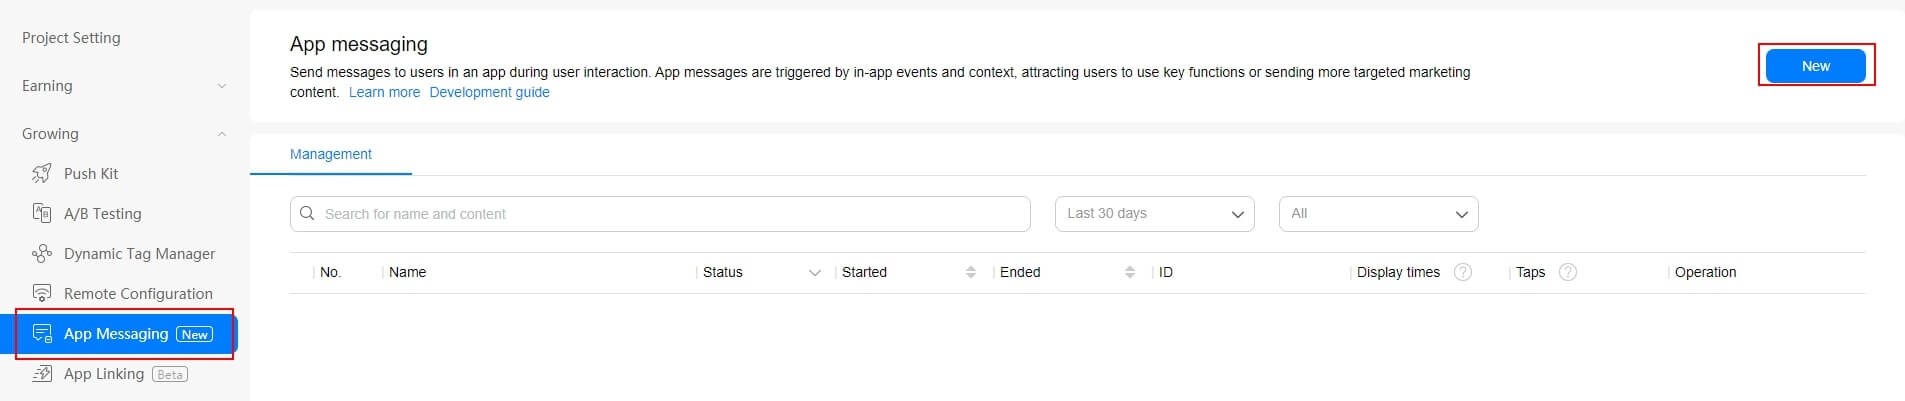 Project Setting
Earning
Growing
Push Kit
A/B Testing
Dynamic Tag Manager
Remote Configuration
App Messaging New
App Linking Beta
App messaging
Send messages to users in an app during user interaction. App messages are triggered by in-app events and context, attracting users to use key functions or sending more targeted marketing
content. Learn more Development guide
New
Management
Search for name and content Last 30 days All
No. Name Status Started Ended ID Display times ? Taps ? Operation